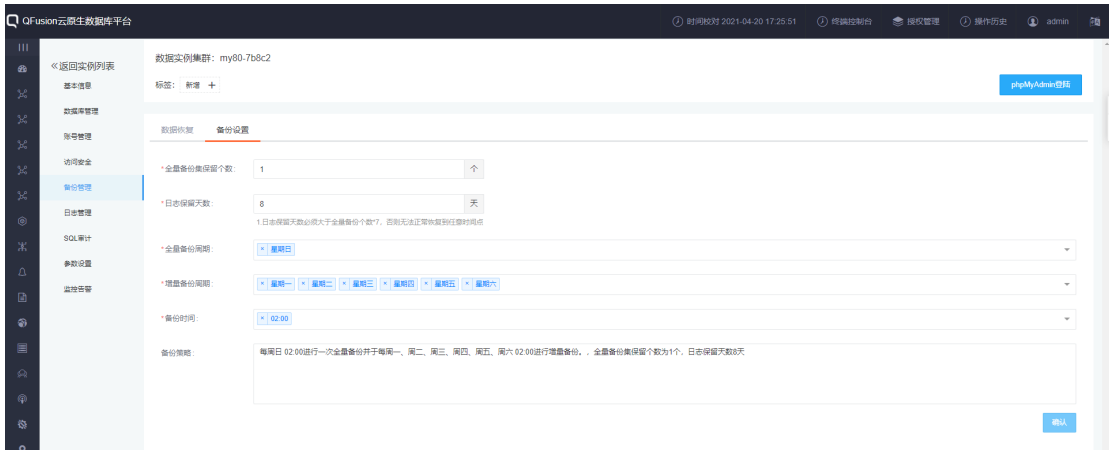 QFusion云原生数据库平台
时间校对 2021-04-20 17:25:51
终端控制台
授权管理
操作历史
admin
≪返回实例列表
基本信息
数据库管理
账号管理
访问安全
备份管理
日志管理
SQL审计
参数设置
监控告警
数据实例集群：my80-7b8c2
标签： 新增 +
phpMyAdmin登陆
数据恢复 备份设置
*全量备份集保留个数： 1 个
*日志保留天数： 8 天
1.日志保留天数必须大于全量备份个数*7，否则无法正常恢复到任意时间点
*全量备份周期： × 星期日
*增量备份周期： × 星期一 × 星期二 × 星期三 × 星期四 × 星期五 × 星期六
*备份时间： × 02:00
备份策略： 每周日 02:00进行一次全量备份并于每周一、周二、周三、周四、周五、周六 02:00进行增量备份。，全量备份集保留个数为1个，日志保留天数8天
确认